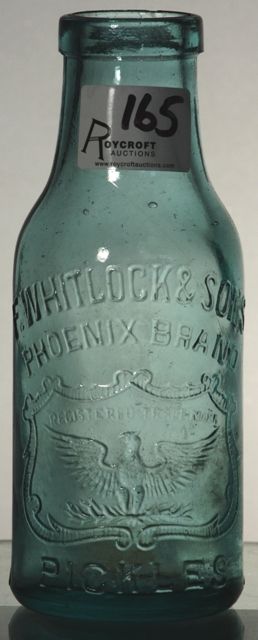 165
ROYCROFT
AUCTIONS
www.roycroftauctions.com
F. WHITLOCK & SONS
PHOENIX BRAND
REGISTERED TRADE MARK
PICKLES